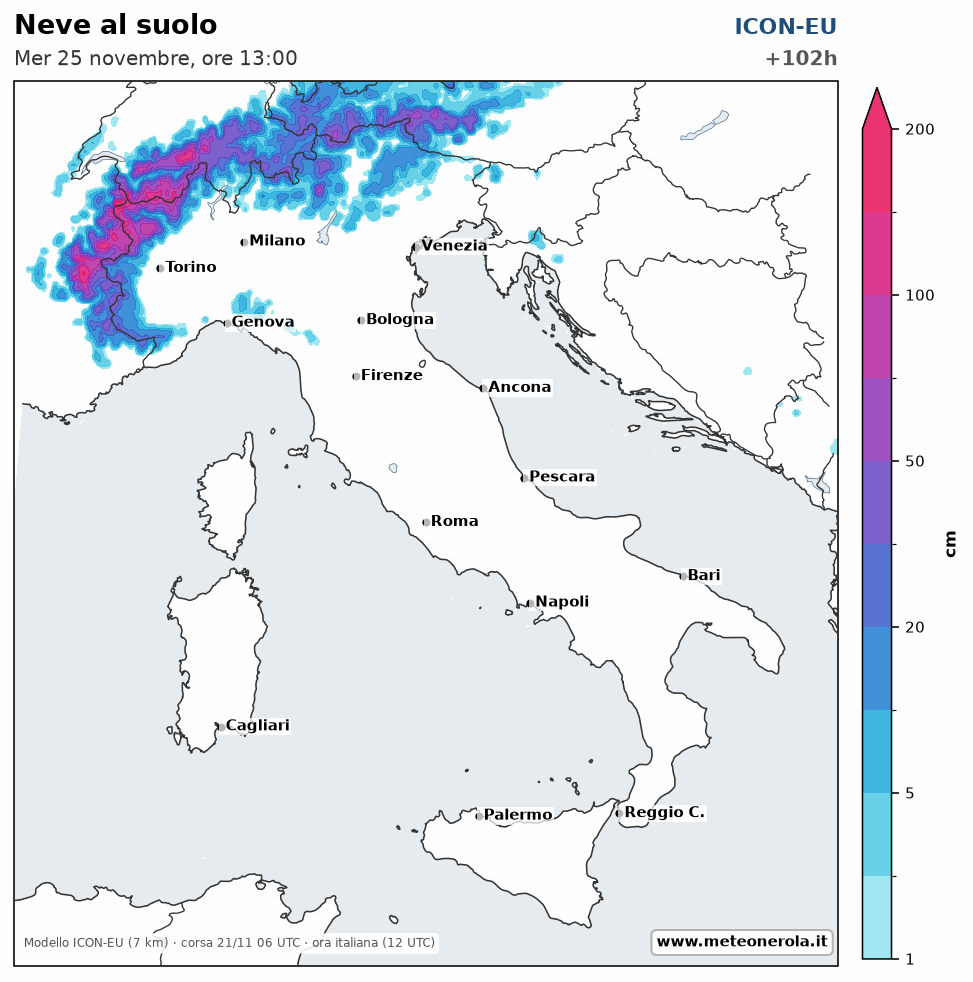 Neve al suolo
ICON-EU
Mer 25 novembre, ore 13:00
+102h
200
Venezia
Milano
Torino
100
Bologna
Genova
Firenze
Ancona
50
Pescara
Roma
cm
Bari
Napoli
20
Cagliari
5
Reggio C.
Palermo
Modello ICON-EU (7 km) · corsa 21/11 06 UTC · ora italiana (12 UTC)
www.meteonerola.it
1